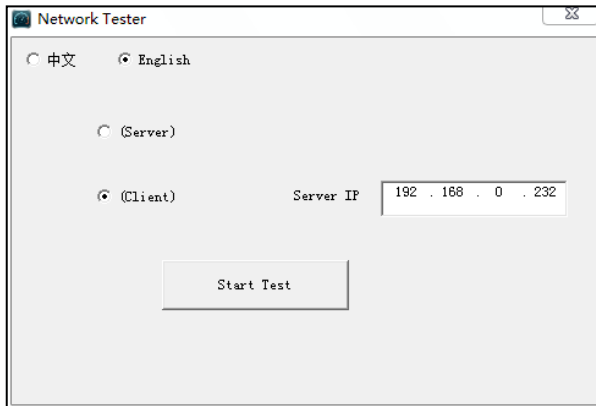 Network Tester
中文 English
(Server)
(Client) Server IP 192 . 168 . 0 . 232
Start Test